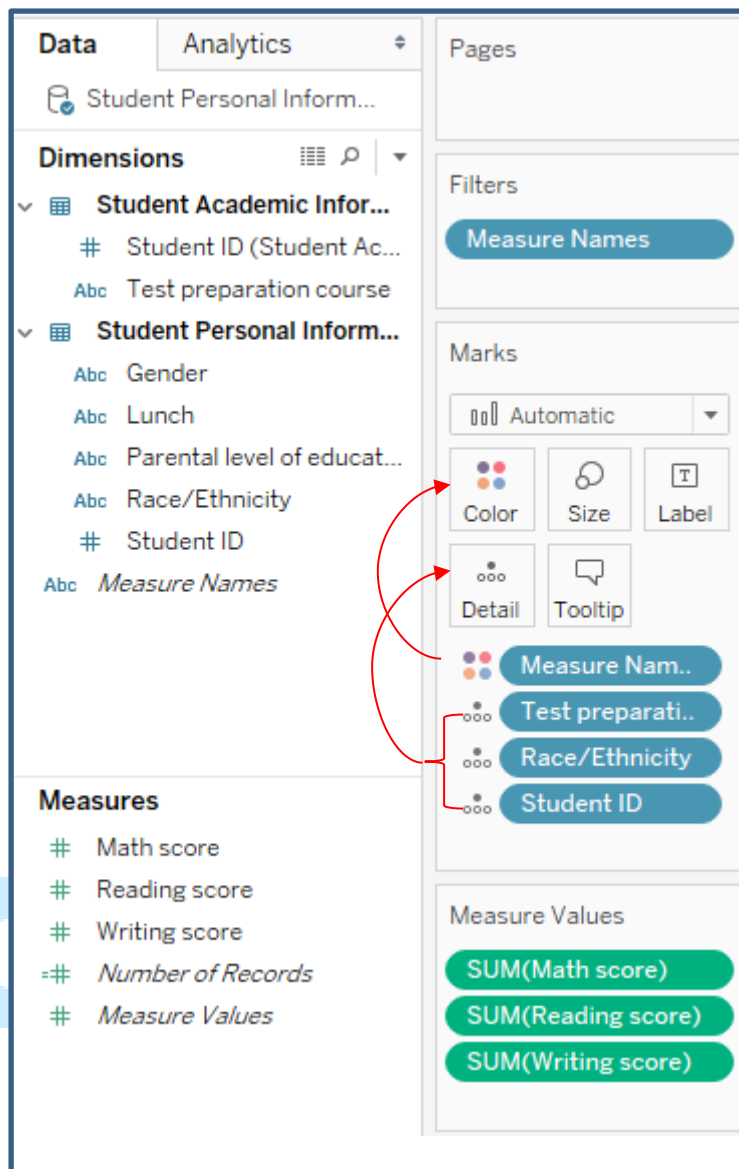 Data
Analytics
Student Personal Inform...
Dimensions
Student Academic Infor...
# Student ID (Student Ac...
Abc Test preparation course
Student Personal Inform...
Abc Gender
Abc Lunch
Abc Parental level of educat...
Abc Race/Ethnicity
# Student ID
Abc Measure Names
Measures
# Math score
# Reading score
# Writing score
=# Number of Records
# Measure Values
Pages
Filters
Measure Names
Marks
Automatic
Color
Size
T
Label
Detail
Tooltip
Measure Nam..
Test preparati..
Race/Ethnicity
Student ID
Measure Values
SUM(Math score)
SUM(Reading score)
SUM(Writing score)